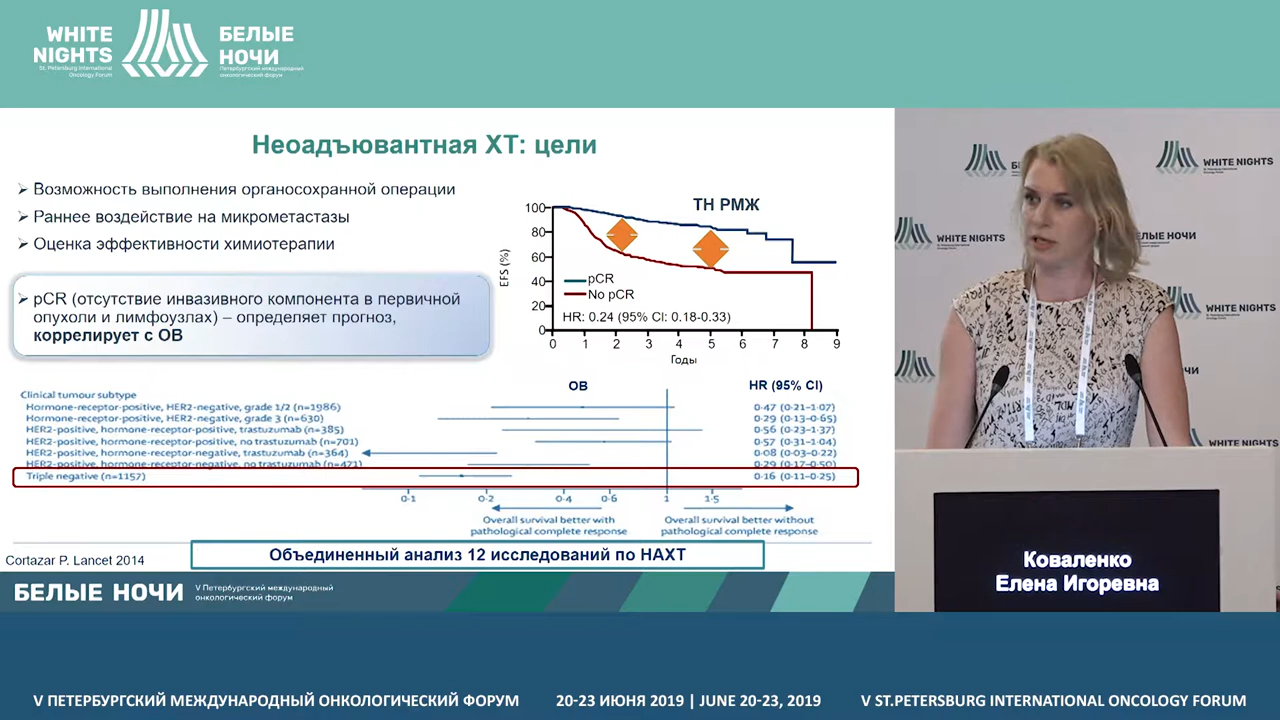 WHITE
NIGHTS
St. Petersburg International
Oncology Forum
БЕЛЫЕ
НОЧИ
Петербургский международный
онкологический форум
Неоадъювантная ХТ: цели
Возможность выполнения органосохранной операции
Раннее воздействие на микрометастазы
Оценка эффективности химиотерапии
pCR (отсутствие инвазивного компонента в первичной
опухоли и лимфоузлах) – определяет прогноз,
коррелирует с ОВ
ТН РМЖ
EFS (%)
100
80
60
40
20
0
pCR
No pCR
HR: 0.24 (95% CI: 0.18-0.33)
0 1 2 3 4 5 6 7 8 9
Годы
ОВ
HR (95% CI)
Clinical tumour subtype
Hormone-receptor-positive, HER2-negative, grade 1/2 (n=1986) 0·47 (0·21–1·07)
Hormone-receptor-positive, HER2-negative, grade 3 (n=630) 0·29 (0·13–0·65)
HER2-positive, hormone-receptor-positive, trastuzumab (n=385) 0·56 (0·23–1·37)
HER2-positive, hormone-receptor-positive, no trastuzumab (n=701) 0·57 (0·31–1·04)
HER2-positive, hormone-receptor-negative, trastuzumab (n=364) 0·08 (0·03–0·22)
HER2-positive, hormone-receptor-negative, no trastuzumab (n=471) 0·29 (0·17–0·50)
Triple negative (n=1157) 0·16 (0·11–0·25)
0·1 0·2 0·4 0·6 1 1·5
Overall survival better with
pathological complete response
Overall survival better without
pathological complete response
Cortazar P. Lancet 2014
Объединенный анализ 12 исследований по НАХТ
БЕЛЫЕ НОЧИ
V Петербургский международный
онкологический форум
WHITE NIGHTS
WHITE NIGHTS
БЕЛЫЕ НОЧИ
WHITE NIGHTS
WHITE NIGHTS
Коваленко
Елена Игоревна
V ПЕТЕРБУРГСКИЙ МЕЖДУНАРОДНЫЙ ОНКОЛОГИЧЕСКИЙ ФОРУМ
20-23 ИЮНЯ 2019 | JUNE 20-23, 2019
V ST.PETERSBURG INTERNATIONAL ONCOLOGY FORUM